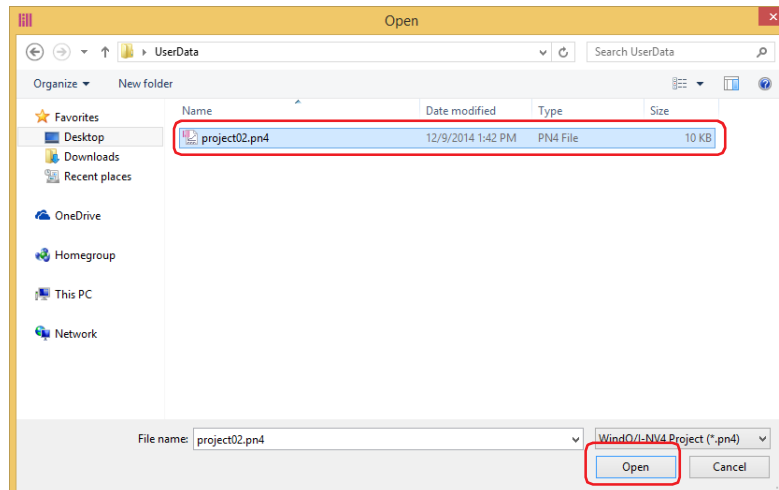 Open
UserData
Search UserData
Organize
New folder
Name
Date modified
Type
Size
Favorites
Desktop
Downloads
Recent places
OneDrive
Homegroup
This PC
Network
project02.pn4
12/9/2014 1:42 PM
PN4 File
10 KB
File name:
project02.pn4
WindO/I-NV4 Project (*.pn4)
Open
Cancel